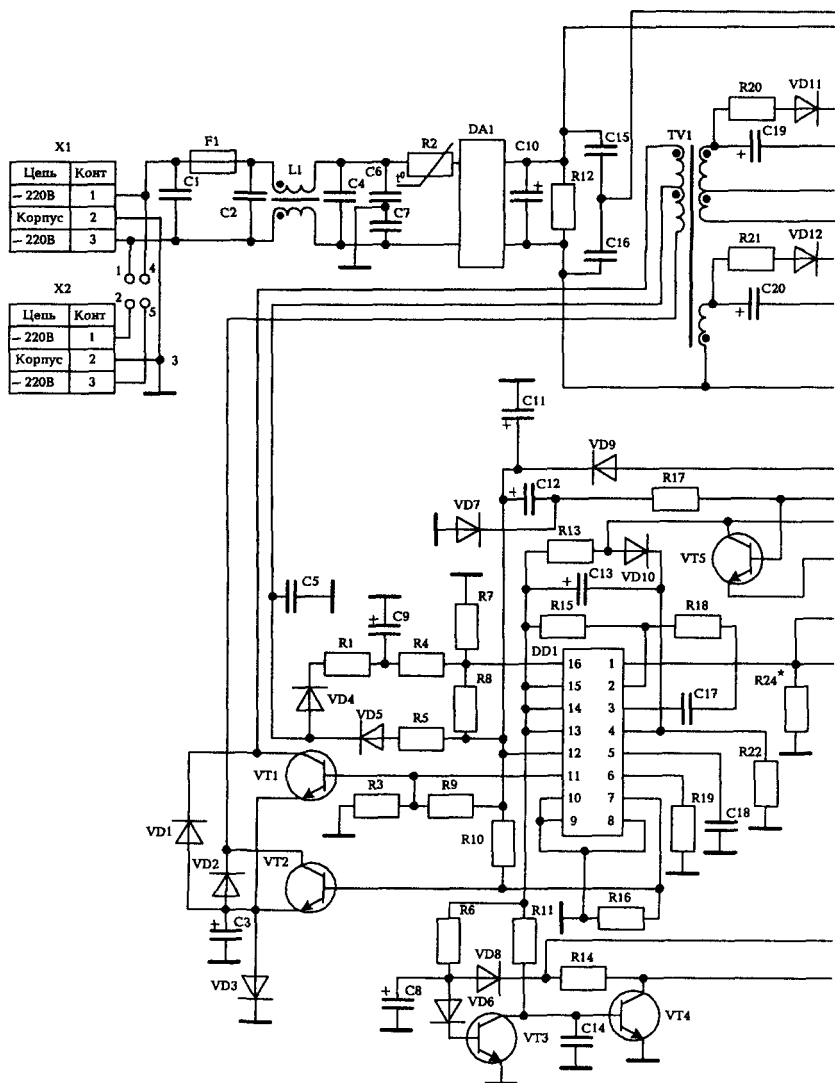 X1
Цепь Конт
~ 220В 1
Корпус 2
~ 220В 3
X2
Цепь Конт
~ 220В 1
Корпус 2
~ 220В 3
1 4
2 5
3
F1
C1
C2
L1
C4
C6
C7
R2
t°
DA1
C10
+
R12
C15
C16
TV1
R20
VD11
C19
+
R21
VD12
C20
+
C11
+
VD9
C12
+
R17
VD7
R13
VD10
VT5
C13
+
C5
C9
+
R7
R15
R18
R1
R4
DD1
R8
VD4
VD5
R5
16 1
15 2
14 3
13 4
12 5
11 6
10 7
9 8
C17
R24*
R22
VT1
R3
R9
R19
C18
VD1
R10
VD2
VT2
R16
C3
+
R6
R11
VD8
R14
VD3
C8
+
VD6
VT3
C14
VT4